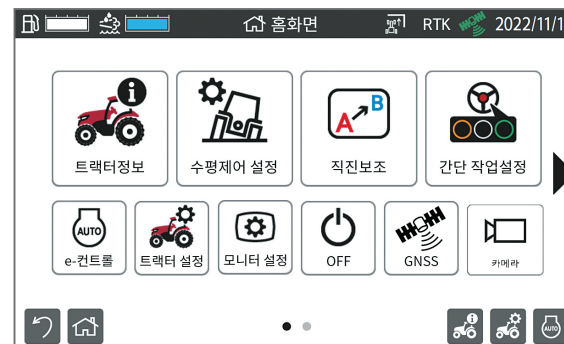 홈화면 RTK 2022/11/1
트랙터정보 수평제어 설정 A B 직진보조 간단 작업설정
AUTO
e-컨트롤 트랙터 설정 모니터 설정 OFF GNSS 카메라
AUTO